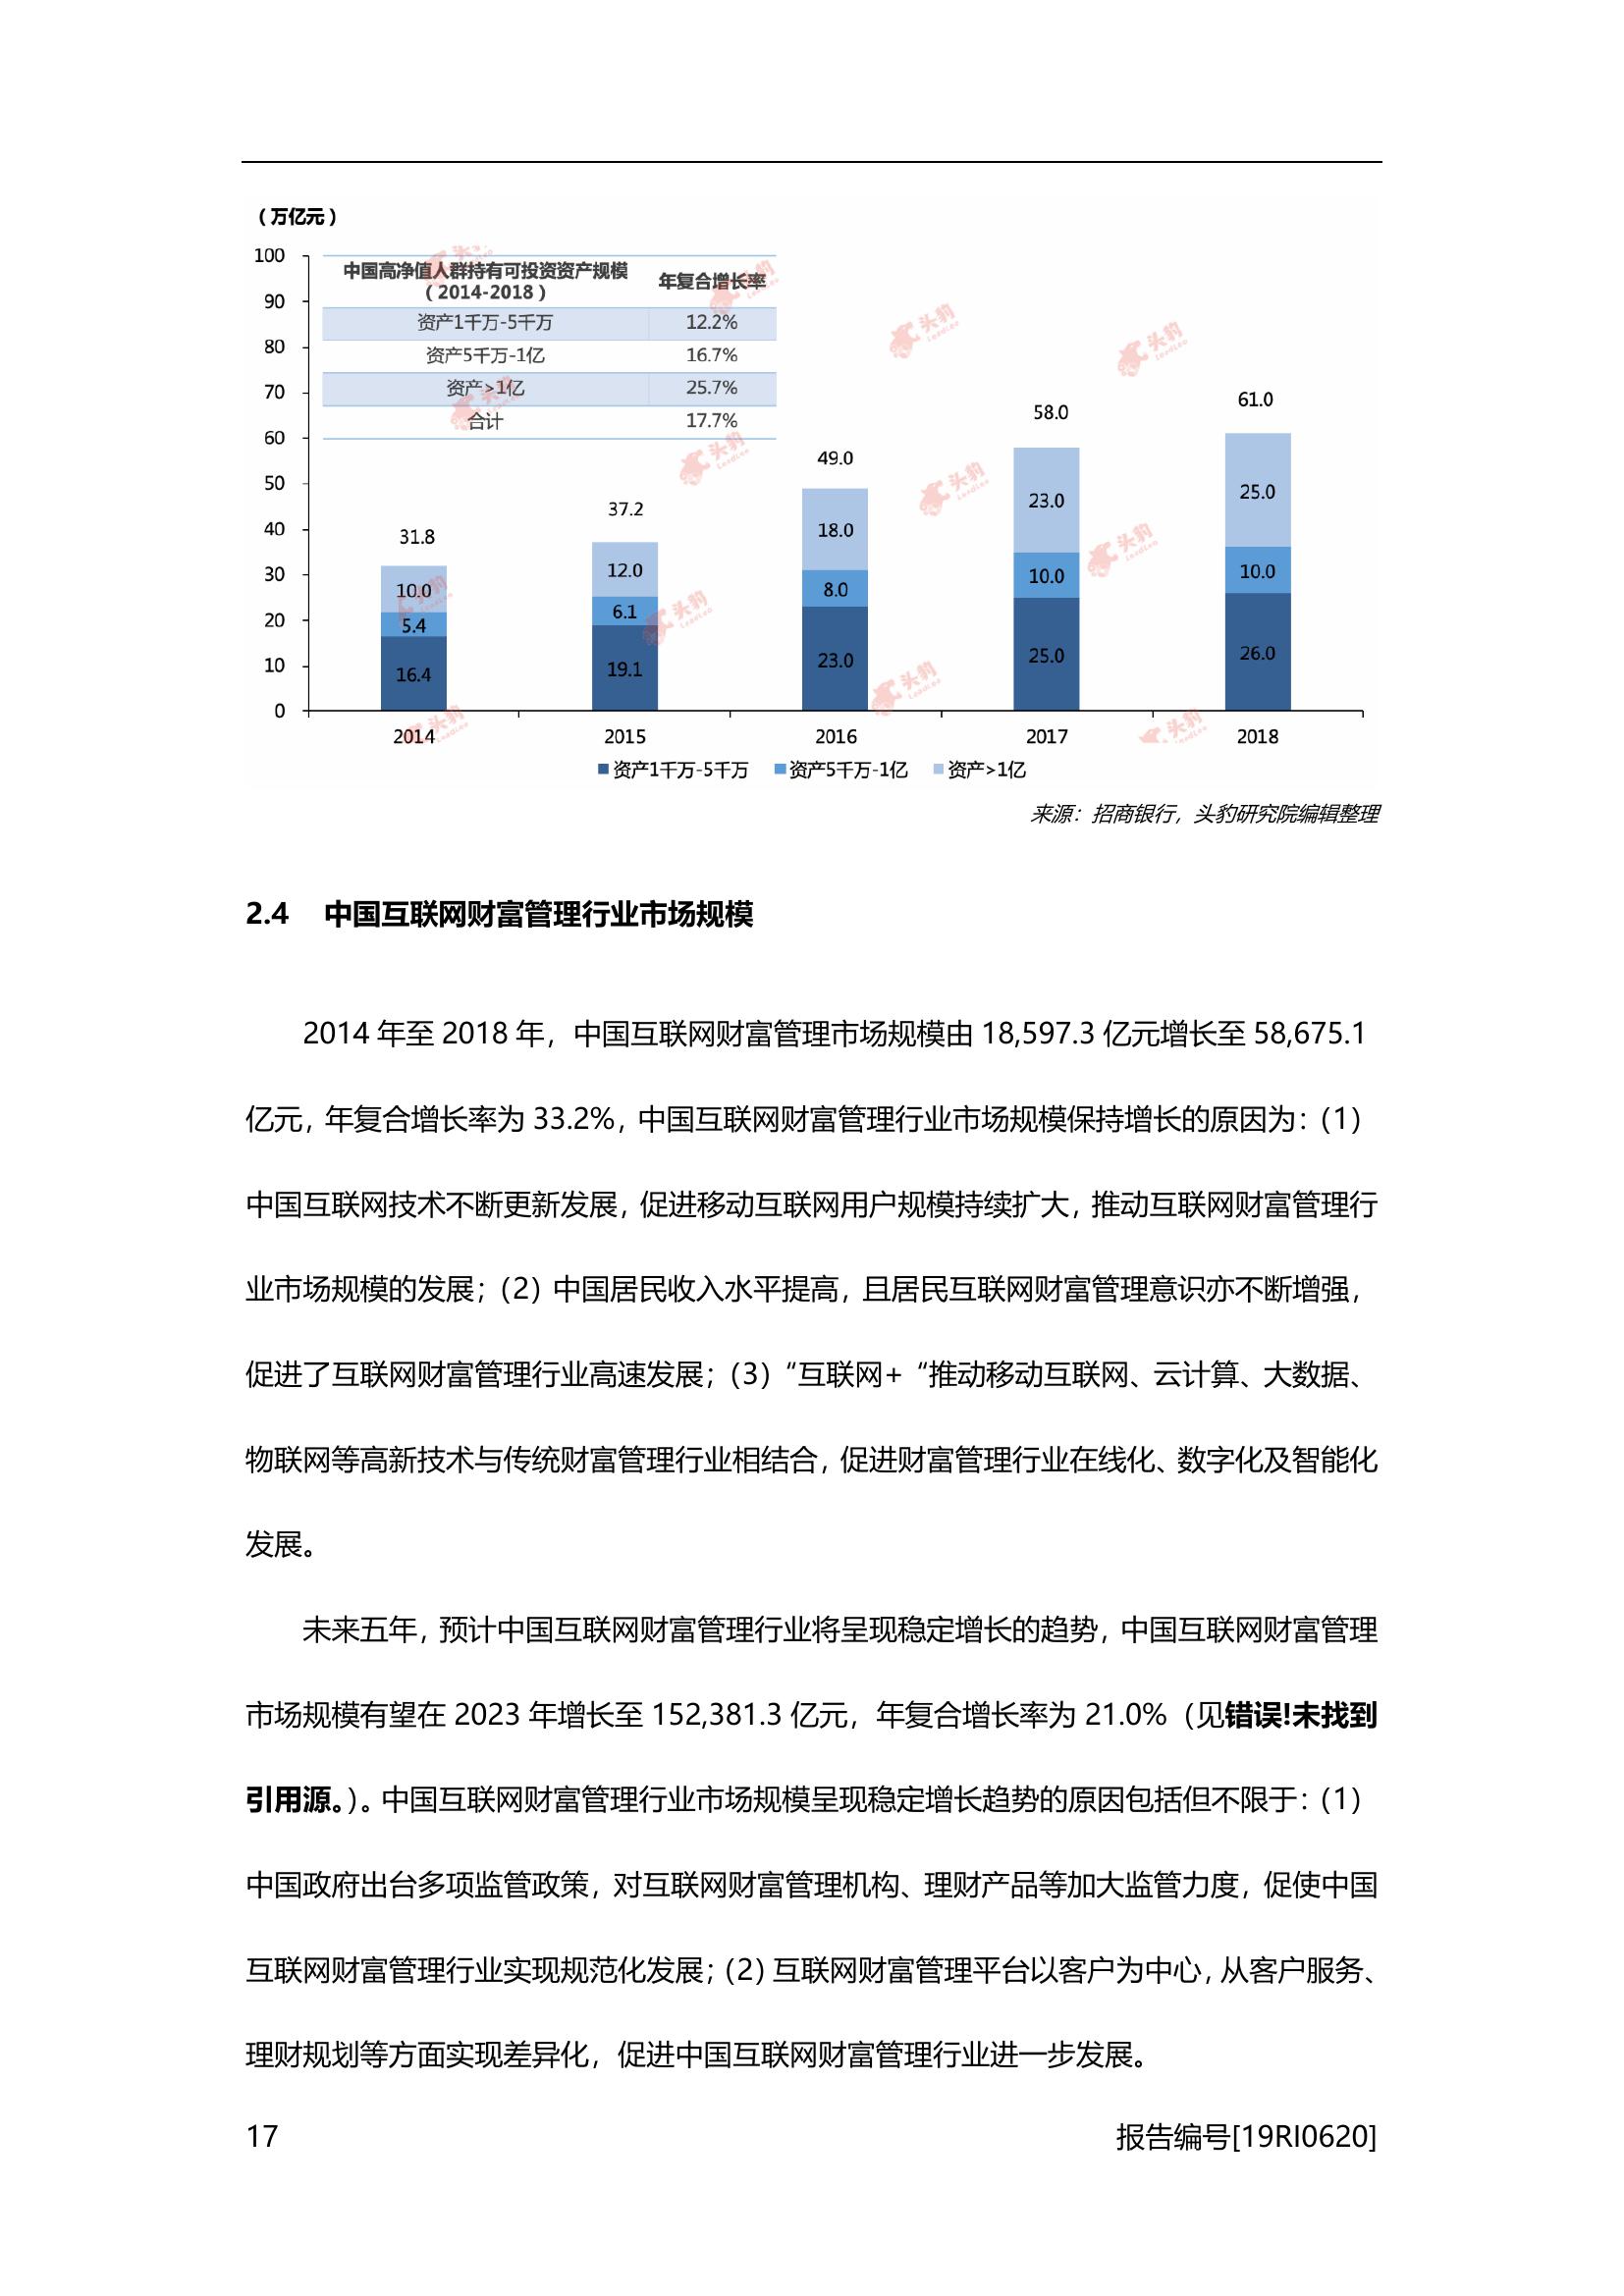 （万亿元）
100
90
80
70
60
50
40
30
20
10
0
中国高净值人群持有可投资资产规模
（2014-2018）
年复合增长率
资产1千万-5千万 12.2%
资产5千万-1亿 16.7%
资产>1亿 25.7%
合计 17.7%
31.8
10.0
5.4
16.4
37.2
12.0
6.1
19.1
49.0
18.0
8.0
23.0
58.0
23.0
10.0
25.0
61.0
25.0
10.0
26.0
2014 2015 2016 2017 2018
资产1千万-5千万 资产5千万-1亿 资产>1亿
头豹
LeadLeo
来源：招商银行，头豹研究院编辑整理
2.4 中国互联网财富管理行业市场规模
2014 年至 2018 年，中国互联网财富管理市场规模由 18,597.3 亿元增长至 58,675.1
亿元，年复合增长率为 33.2%，中国互联网财富管理行业市场规模保持增长的原因为：（1）
中国互联网技术不断更新发展，促进移动互联网用户规模持续扩大，推动互联网财富管理行
业市场规模的发展；（2）中国居民收入水平提高，且居民互联网财富管理意识亦不断增强，
促进了互联网财富管理行业高速发展；（3）“互联网+“推动移动互联网、云计算、大数据、
物联网等高新技术与传统财富管理行业相结合，促进财富管理行业在线化、数字化及智能化
发展。
未来五年，预计中国互联网财富管理行业将呈现稳定增长的趋势，中国互联网财富管理
市场规模有望在 2023 年增长至 152,381.3 亿元，年复合增长率为 21.0%（见错误!未找到
引用源。）。中国互联网财富管理行业市场规模呈现稳定增长趋势的原因包括但不限于：（1）
中国政府出台多项监管政策，对互联网财富管理机构、理财产品等加大监管力度，促使中国
互联网财富管理行业实现规范化发展；（2）互联网财富管理平台以客户为中心，从客户服务、
理财规划等方面实现差异化，促进中国互联网财富管理行业进一步发展。
17 报告编号[19RI0620]